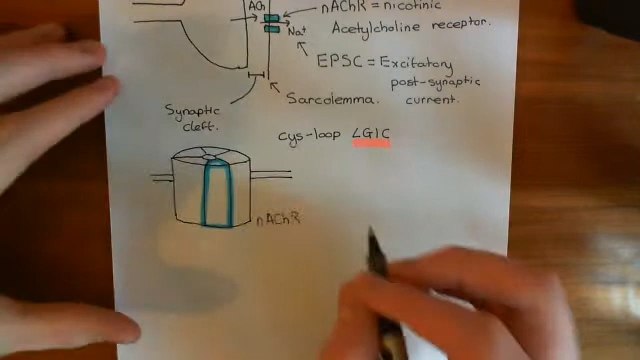 ACh
nAChR = nicotinic
Acetylcholine receptor.
Na+
EPSC = Excitatory
post-synaptic
current.
Sarcolemma.
Synaptic
cleft.
cys-loop LGIC
nAChR